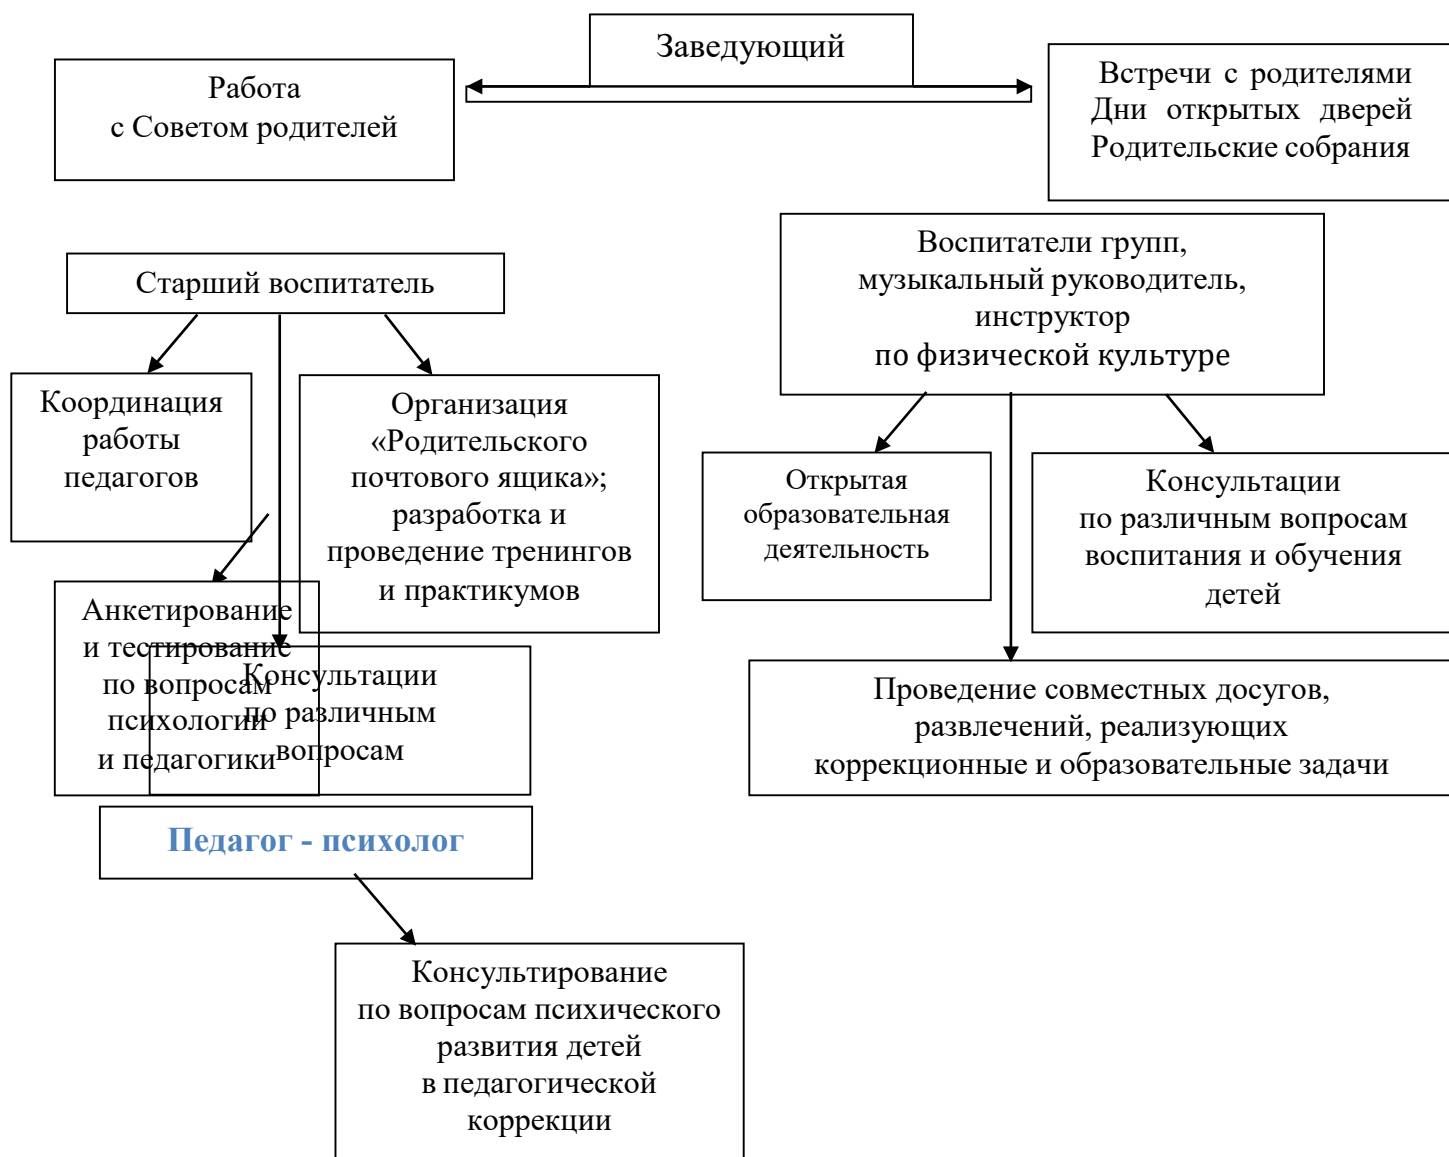 Заведующий
Работа
с Советом родителей
Встречи с родителями
Дни открытых дверей
Родительские собрания
Старший воспитатель
Воспитатели групп,
музыкальный руководитель,
инструктор
по физической культуре
Координация
работы
педагогов
Организация
«Родительского
почтового ящика»;
разработка и
проведение тренингов
и практикумов
Открытая
образовательная
деятельность
Консультации
по различным вопросам
воспитания и обучения
детей
Анкетирование
и тестирование
по вопросам
психологии
и педагогики
Консультации
по различным
вопросам
Проведение совместных досугов,
развлечений, реализующих
коррекционные и образовательные задачи
Педагог - психолог
Консультирование
по вопросам психического
развития детей
в педагогической
коррекции